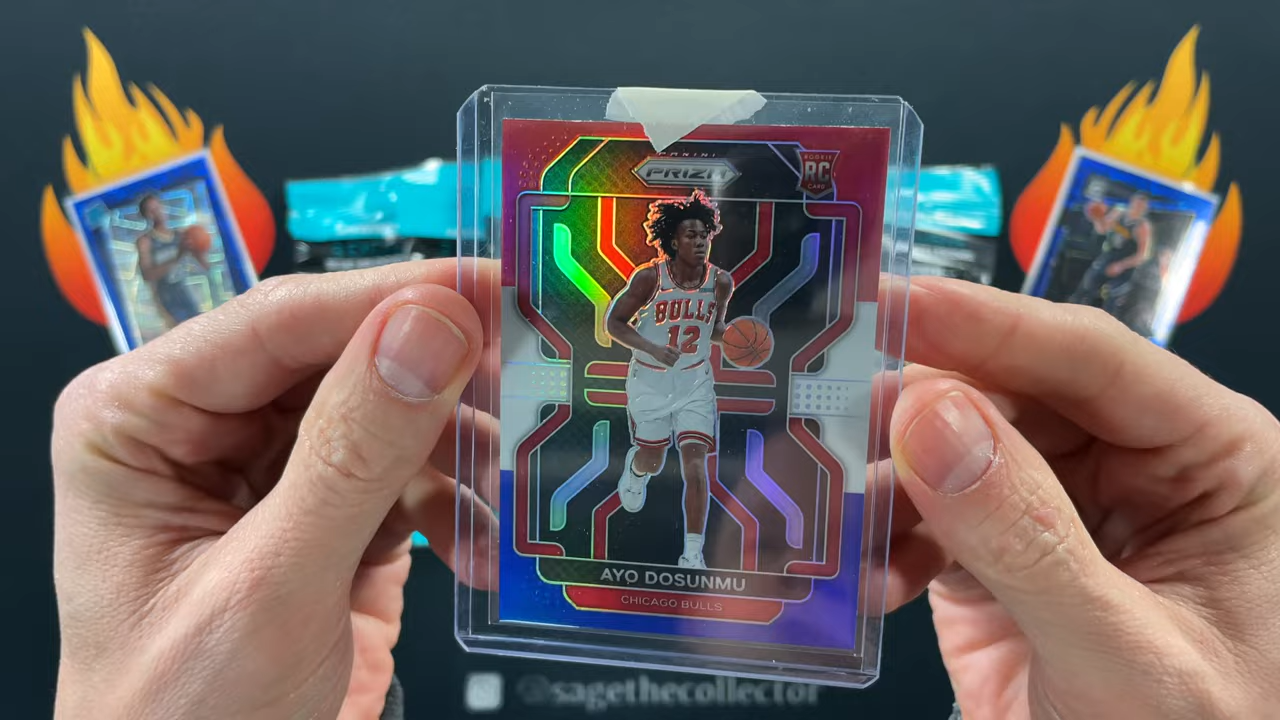 PANINI
PRIZM
ROOKIE
RC
CARD
BULLS
12
AYO DOSUNMU
CHICAGO BULLS
@sagethecollector